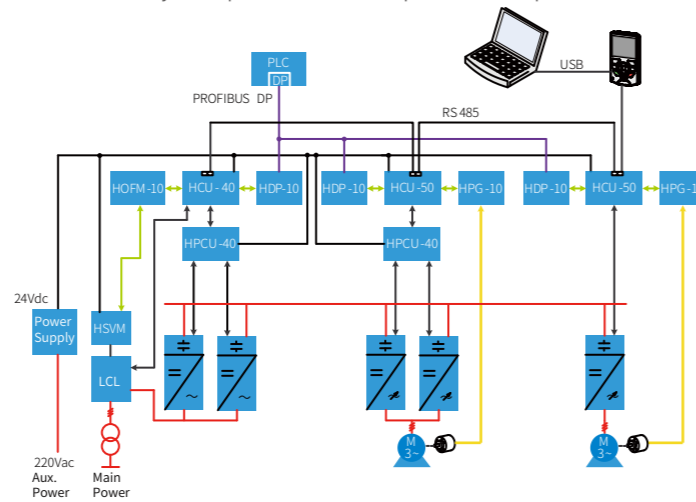 PLC
DP
PROFIBUS DP
USB
RS 485
HOFM-10
HCU-40
HDP-10
HDP-10
HCU-50
HPG-10
HDP-10
HCU-50
HPG-1
HPCU-40
HPCU-40
24Vdc
Power
Supply
HSVM
LCL
M
3~
M
3~
220Vac
Aux.
Power
Main
Power